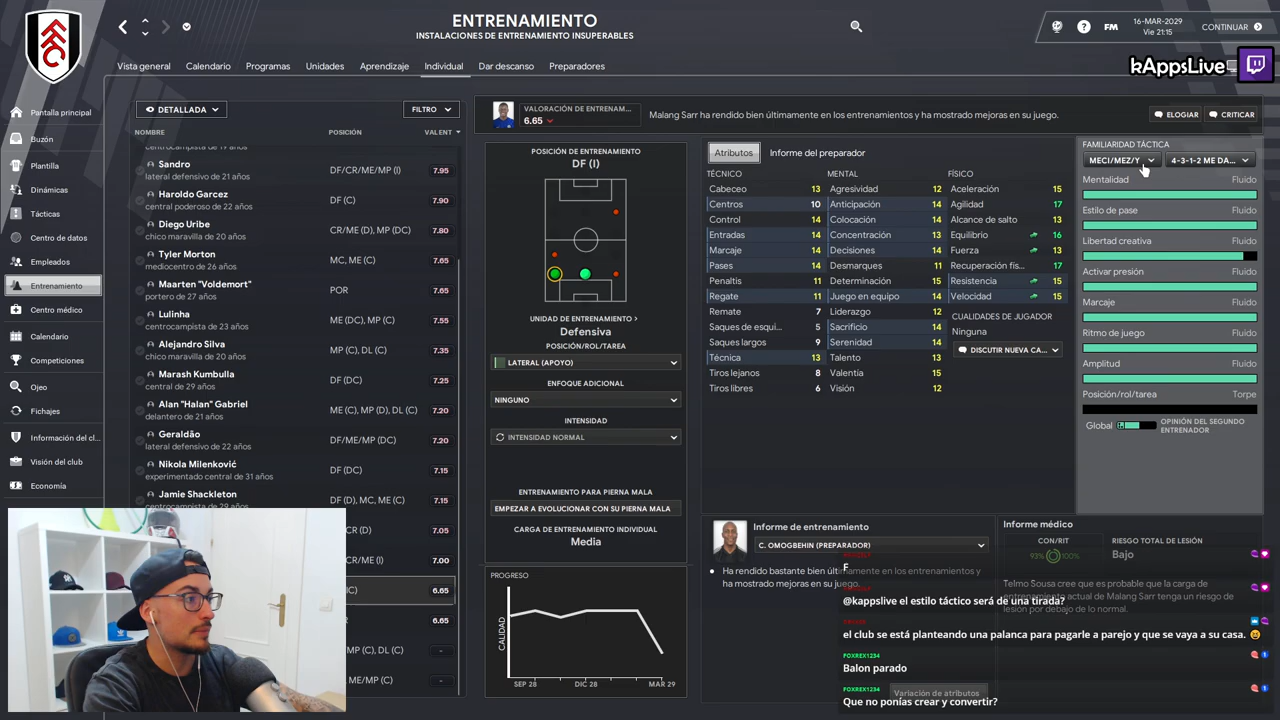 ENTRENAMIENTO
INSTALACIONES DE ENTRENAMIENTO INSUPERABLES
FM
16-MAR-2029
Vie 21:15
CONTINUAR
kAppsLive
Vista general
Calendario
Programas
Unidades
Aprendizaje
Individual
Dar descanso
Preparadores
Pantalla principal
Buzón
Plantilla
Dinámicas
Tácticas
Centro de datos
Empleados
Entrenamiento
Centro médico
Calendario
Competiciones
Ojeo
Fichajes
Información del cl...
Visión del club
Economía
DETALLADA
FILTRO
NOMBRE
POSICIÓN
VALENT
centrocampista de 19 años
Sandro
lateral defensivo de 21 años
DF/CR/ME/MP (I)
7.95
Haroldo Garcez
central poderoso de 22 años
DF (C)
7.90
Diego Uribe
chico maravilla de 20 años
CR/ME (D), MP (DC)
7.80
Tyler Morton
mediocentro de 26 años
MC, ME (C)
7.65
Maarten "Voldemort"
portero de 27 años
POR
7.65
Lulinha
centrocampista de 23 años
ME (DC), MP (C)
7.55
Alejandro Silva
chico maravilla de 20 años
MP (C), DL (C)
7.35
Marash Kumbulla
central de 29 años
DF (DC)
7.25
Alan "Halan" Gabriel
delantero de 21 años
ME (C), MP (D), DL (C)
7.20
Geraldão
lateral defensivo de 22 años
DF/ME/MP (DC)
7.20
Nikola Milenković
experimentado central de 31 años
DF (DC)
7.15
Jamie Shackleton
centrocampista de 29 años
DF (D), MC, ME (C)
7.15
CR (D)
7.05
CR/ME (I)
7.00
6.65
6.65
VALORACIÓN DE ENTRENAM...
6.65
Malang Sarr ha rendido bien últimamente en los entrenamientos y ha mostrado mejoras en su juego.
ELOGIAR
CRITICAR
POSICIÓN DE ENTRENAMIENTO
DF (I)
UNIDAD DE ENTRENAMIENTO >
Defensiva
POSICIÓN/ROL/TAREA
LATERAL (APOYO)
ENFOQUE ADICIONAL
NINGUNO
INTENSIDAD
INTENSIDAD NORMAL
ENTRENAMIENTO PARA PIERNA MALA
EMPEZAR A EVOLUCIONAR CON SU PIERNA MALA
CARGA DE ENTRENAMIENTO INDIVIDUAL
Media
PROGRESO
CALIDAD
SEP 28
DIC 28
MAR 29
Atributos
Informe del preparador
TÉCNICO
Cabeceo 13
Centros 10
Control 14
Entradas 14
Marcaje 14
Pases 14
Penaltis 11
Regate 11
Remate 7
Saques de esqui... 5
Saques largos 9
Técnica 13
Tiros lejanos 8
Tiros libres 6
MENTAL
Agresividad 12
Anticipación 14
Colocación 14
Concentración 13
Decisiones 14
Desmarques 11
Determinación 15
Juego en equipo 14
Liderazgo 12
Sacrificio 14
Serenidad 14
Talento 13
Valentía 15
Visión 12
FÍSICO
Aceleración 15
Agilidad 17
Alcance de salto 13
Equilibrio 16
Fuerza 13
Recuperación fís... 17
Resistencia 15
Velocidad 15
CUALIDADES DE JUGADOR
Ninguna
DISCUTIR NUEVA CA...
FAMILIARIDAD TÁCTICA
MECI/MEZ/Y
4-3-1-2 ME DA...
Mentalidad Fluido
Estilo de pase Fluido
Libertad creativa Fluido
Activar presión Fluido
Marcaje Fluido
Ritmo de juego Fluido
Amplitud Fluido
Posición/rol/tarea Torpe
Global
OPINIÓN DEL SEGUNDO
ENTRENADOR
Informe de entrenamiento
C. OMOGBEHIN (PREPARADOR)
Ha rendido bastante bien últimamente en los entrenamientos y
ha mostrado mejoras en su juego.
Variación de atributos
Informe médico
CON/RIT
93% 100%
RIESGO TOTAL DE LESIÓN
Bajo
Telmo Sousa cree que es probable que la carga de
entrenamiento actual de Malang Sarr tenga un riesgo de
lesión por debajo de lo normal.
F
@kappslive el estilo táctico será de una tirada?
el club se está planteando una palanca para pagarle a parejo y que se vaya a su casa.
FOXREX1234
Balon parado
FOXREX1234
Que no ponías crear y convertir?